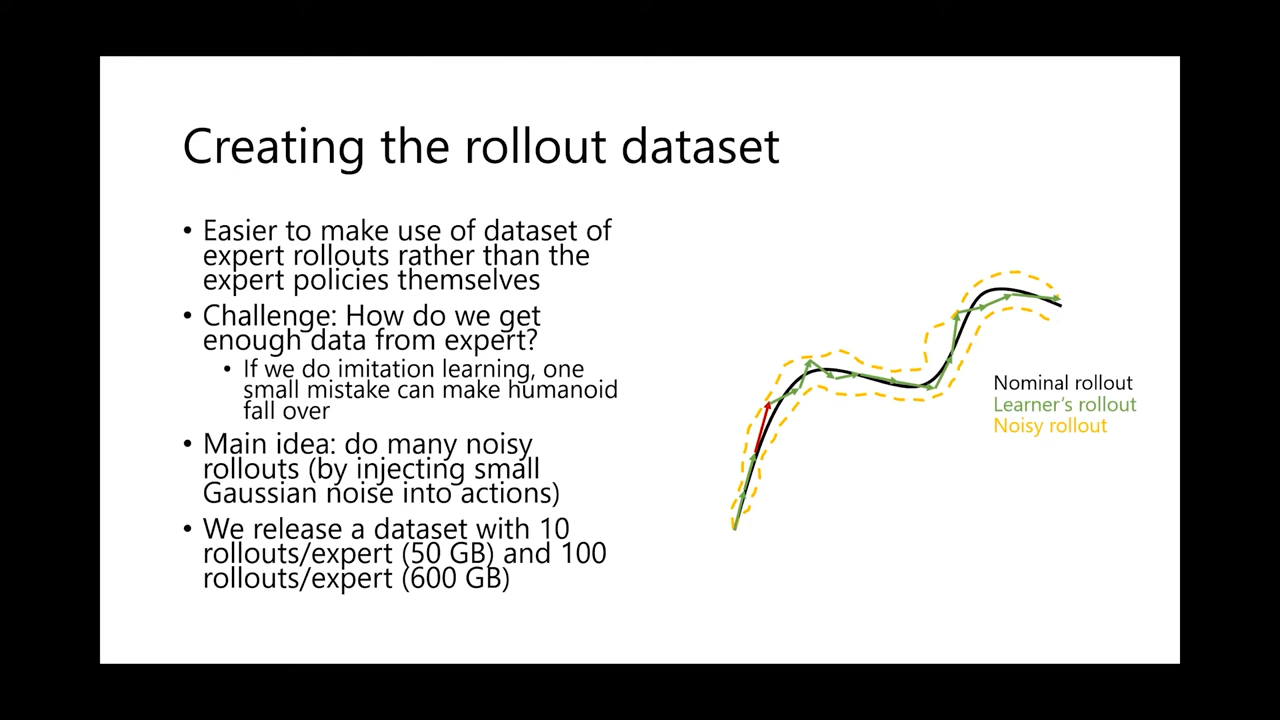 Creating the rollout dataset
• Easier to make use of dataset of
expert rollouts rather than the
expert policies themselves
• Challenge: How do we get
enough data from expert?
• If we do imitation learning, one
small mistake can make humanoid
fall over
• Main idea: do many noisy
rollouts (by injecting small
Gaussian noise into actions)
• We release a dataset with 10
rollouts/expert (50 GB) and 100
rollouts/expert (600 GB)
Nominal rollout
Learner’s rollout
Noisy rollout